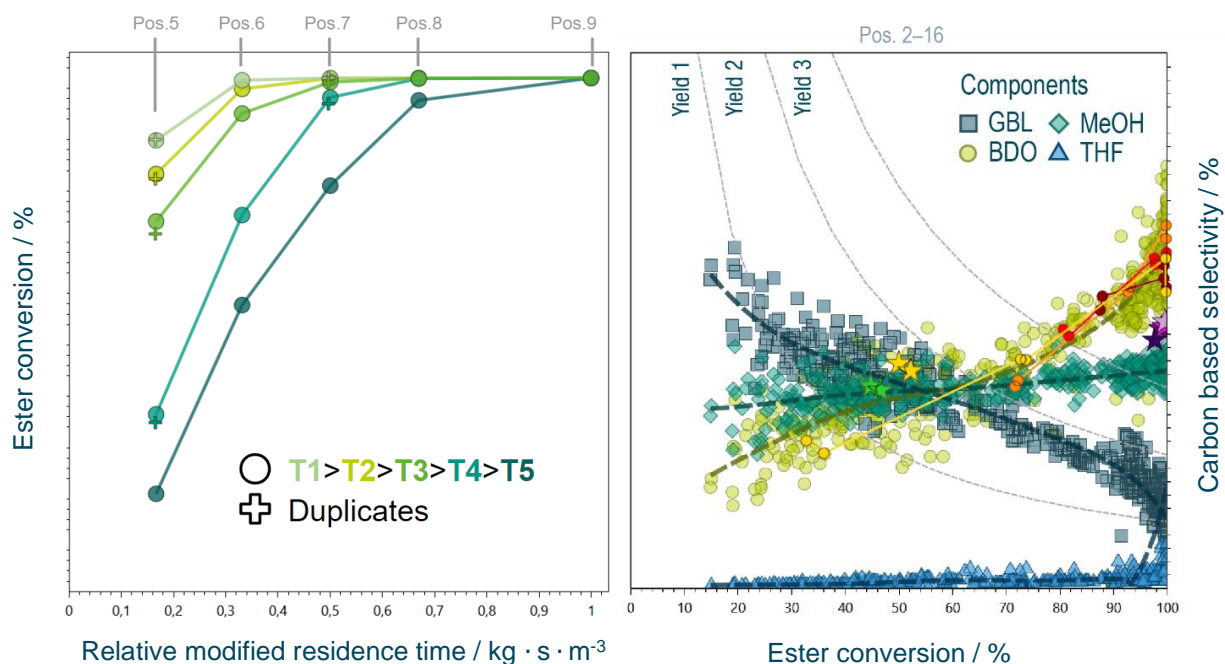 Pos.5
Pos.6
Pos.7
Pos.8
Pos.9
Ester conversion / %
T1>T2>T3>T4>T5
Duplicates
0
0,1
0,2
0,3
0,4
0,5
0,6
0,7
0,8
0,9
1
Relative modified residence time / kg · s · m-3
Pos. 2–16
Yield 1
Yield 2
Yield 3
Components
GBL
MeOH
BDO
THF
Carbon based selectivity / %
0
10
20
30
40
50
60
70
80
90
100
Ester conversion / %